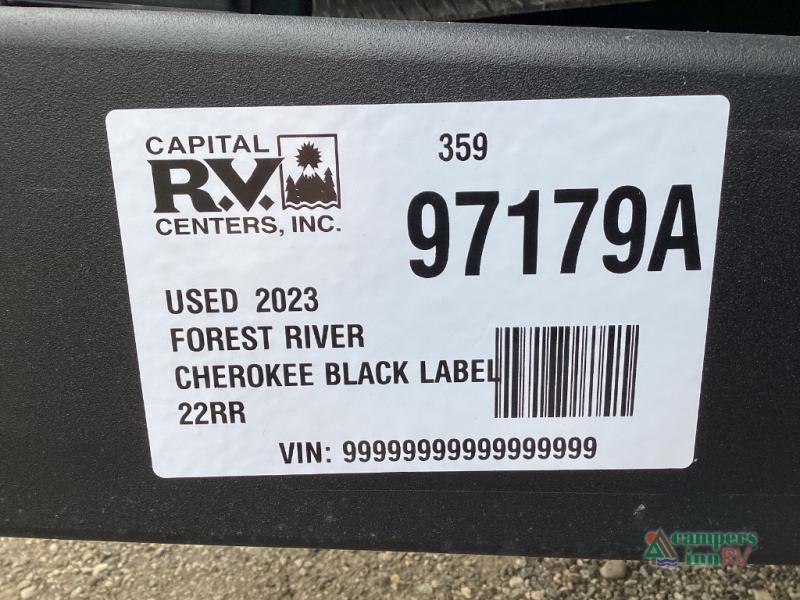 CAPITAL
R.V.
CENTERS, INC.
359
97179A
USED 2023
FOREST RIVER
CHEROKEE BLACK LABEL
22RR
VIN: 99999999999999999
campers
inn RV